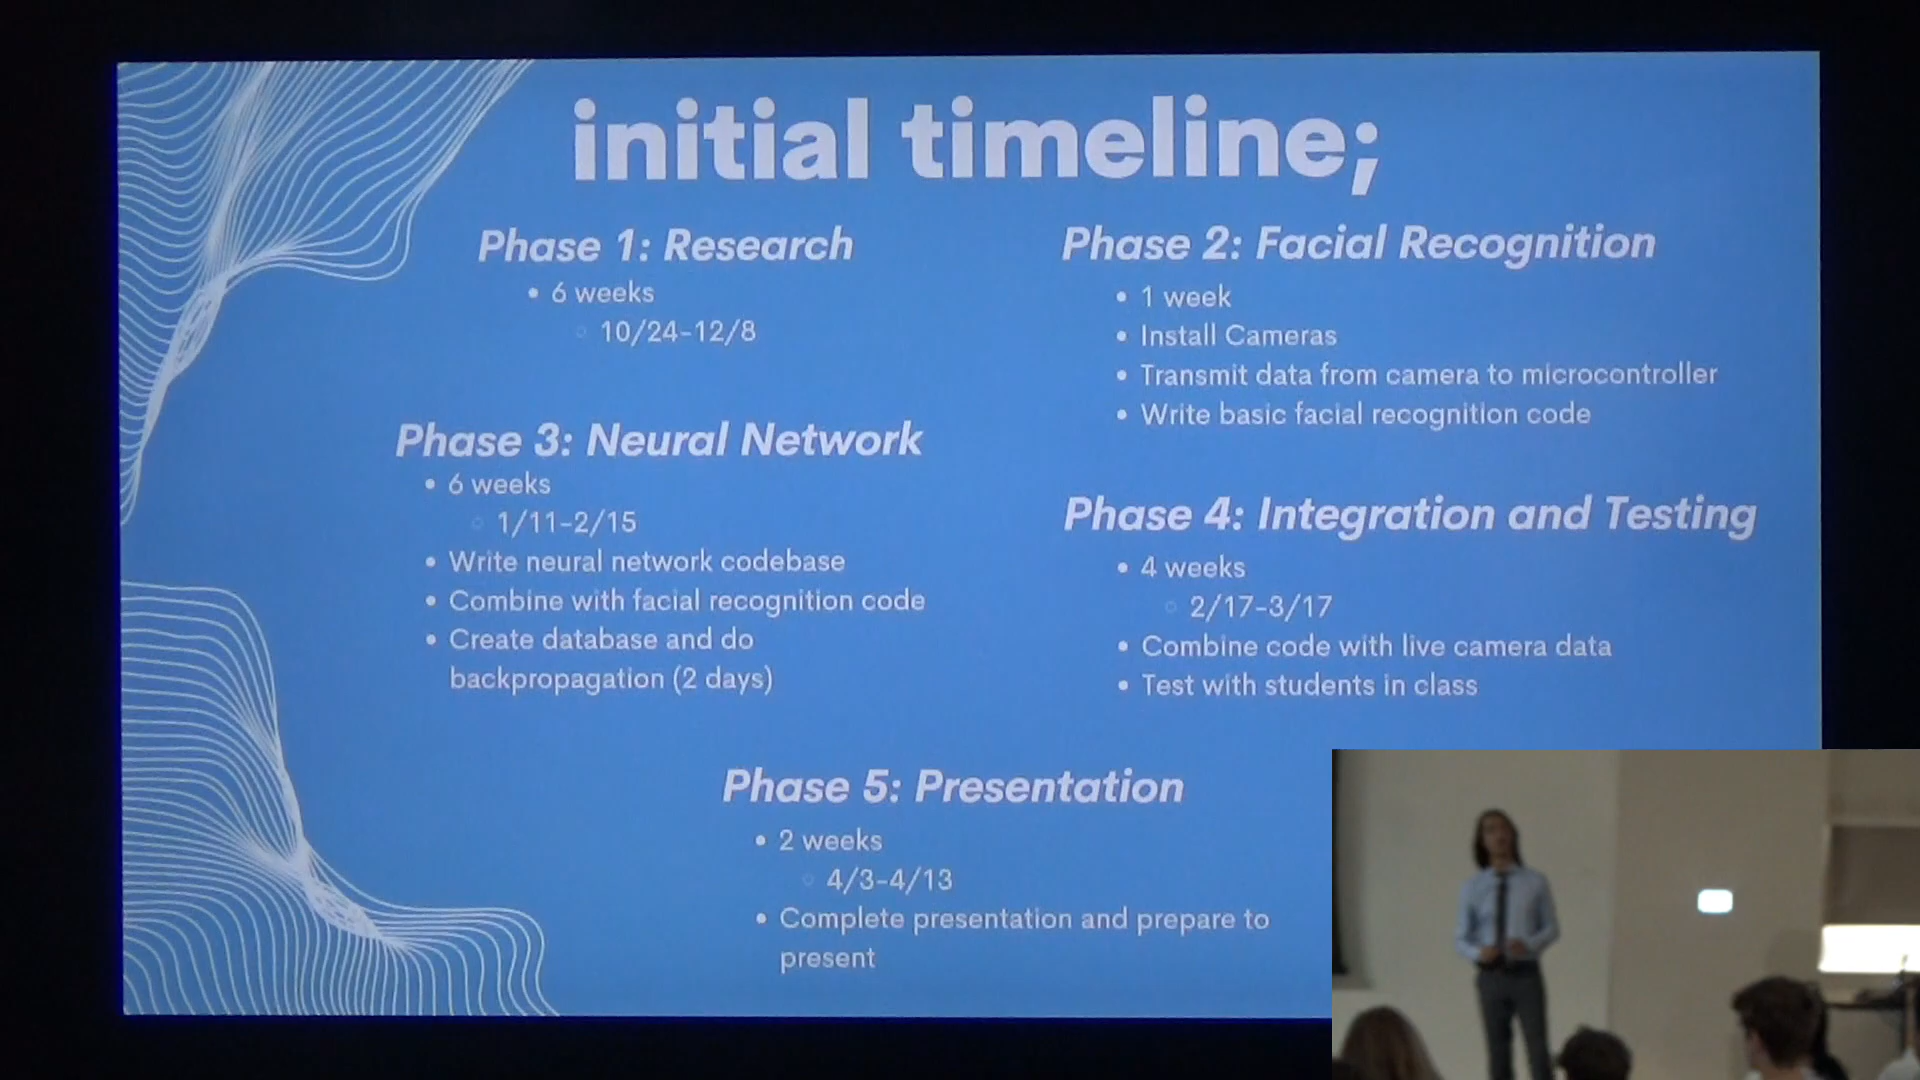 initial timeline;
Phase 1: Research
6 weeks
10/24-12/8
Phase 2: Facial Recognition
1 week
Install Cameras
Transmit data from camera to microcontroller
Write basic facial recognition code
Phase 3: Neural Network
6 weeks
1/11-2/15
Write neural network codebase
Combine with facial recognition code
Create database and do
backpropagation (2 days)
Phase 4: Integration and Testing
4 weeks
2/17-3/17
Combine code with live camera data
Test with students in class
Phase 5: Presentation
2 weeks
4/3-4/13
Complete presentation and prepare to
present